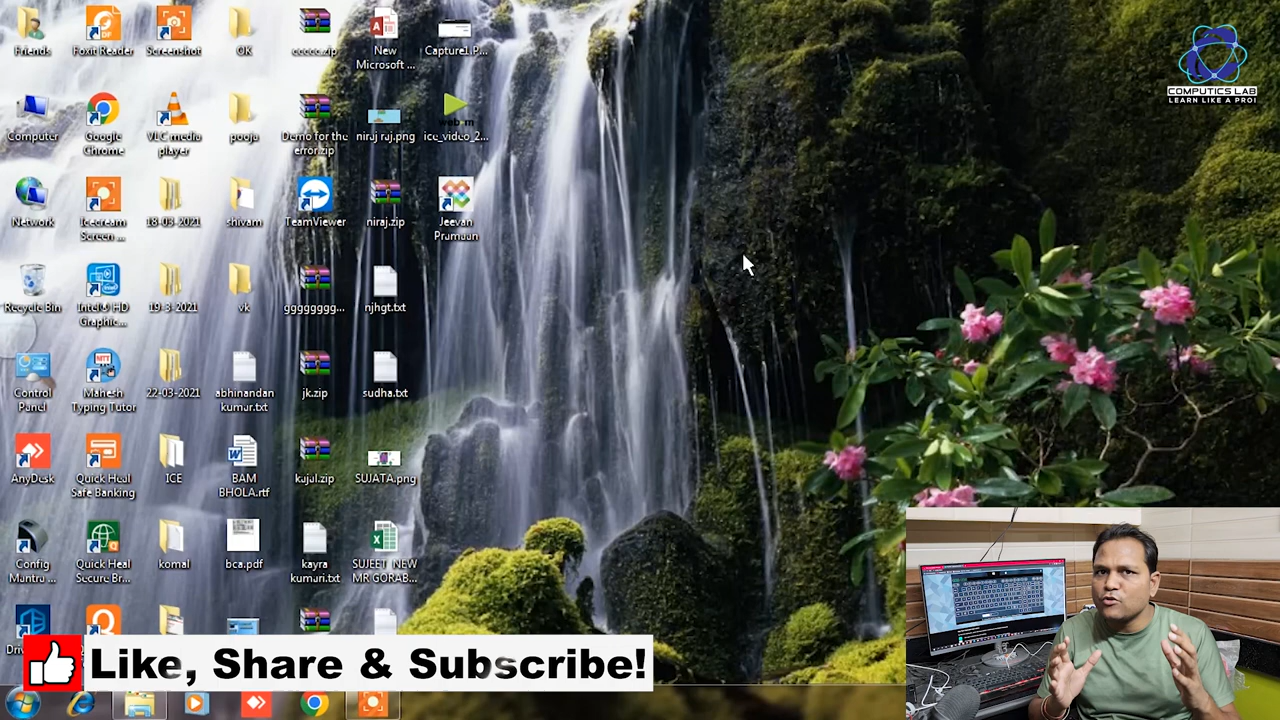 Friends
Foxit Reader
Screenshot
OK
ccccc.zip
New
Microsoft ...
Capture1.P...
COMPUTICS LAB
LEARN LIKE A PRO!
Computer
Google
Chrome
VLC media
player
pooja
Demo for the
error.zip
niraj raj.png
ice_video_2...
Network
Icecream
Screen ...
18-03-2021
shivam
TeamViewer
niraj.zip
Jeevan
Pramaan
Recycle Bin
Intel® HD
Graphic...
19-3-2021
vk
gggggggg...
njhgt.txt
Control
Panel
MTT
Mahesh
Typing Tutor
22-03-2021
abhinandan
kumar.txt
jk.zip
sudha.txt
AnyDesk
Quick Heal
Safe Banking
ICE
BAM
BHOLA.rtf
kajal.zip
SUJATA.png
Config
Mantra ...
Quick Heal
Secure Br...
komal
bca.pdf
kayra
kumari.txt
SUJEET NEW
MR GORAB...
Like, Share & Subscribe!